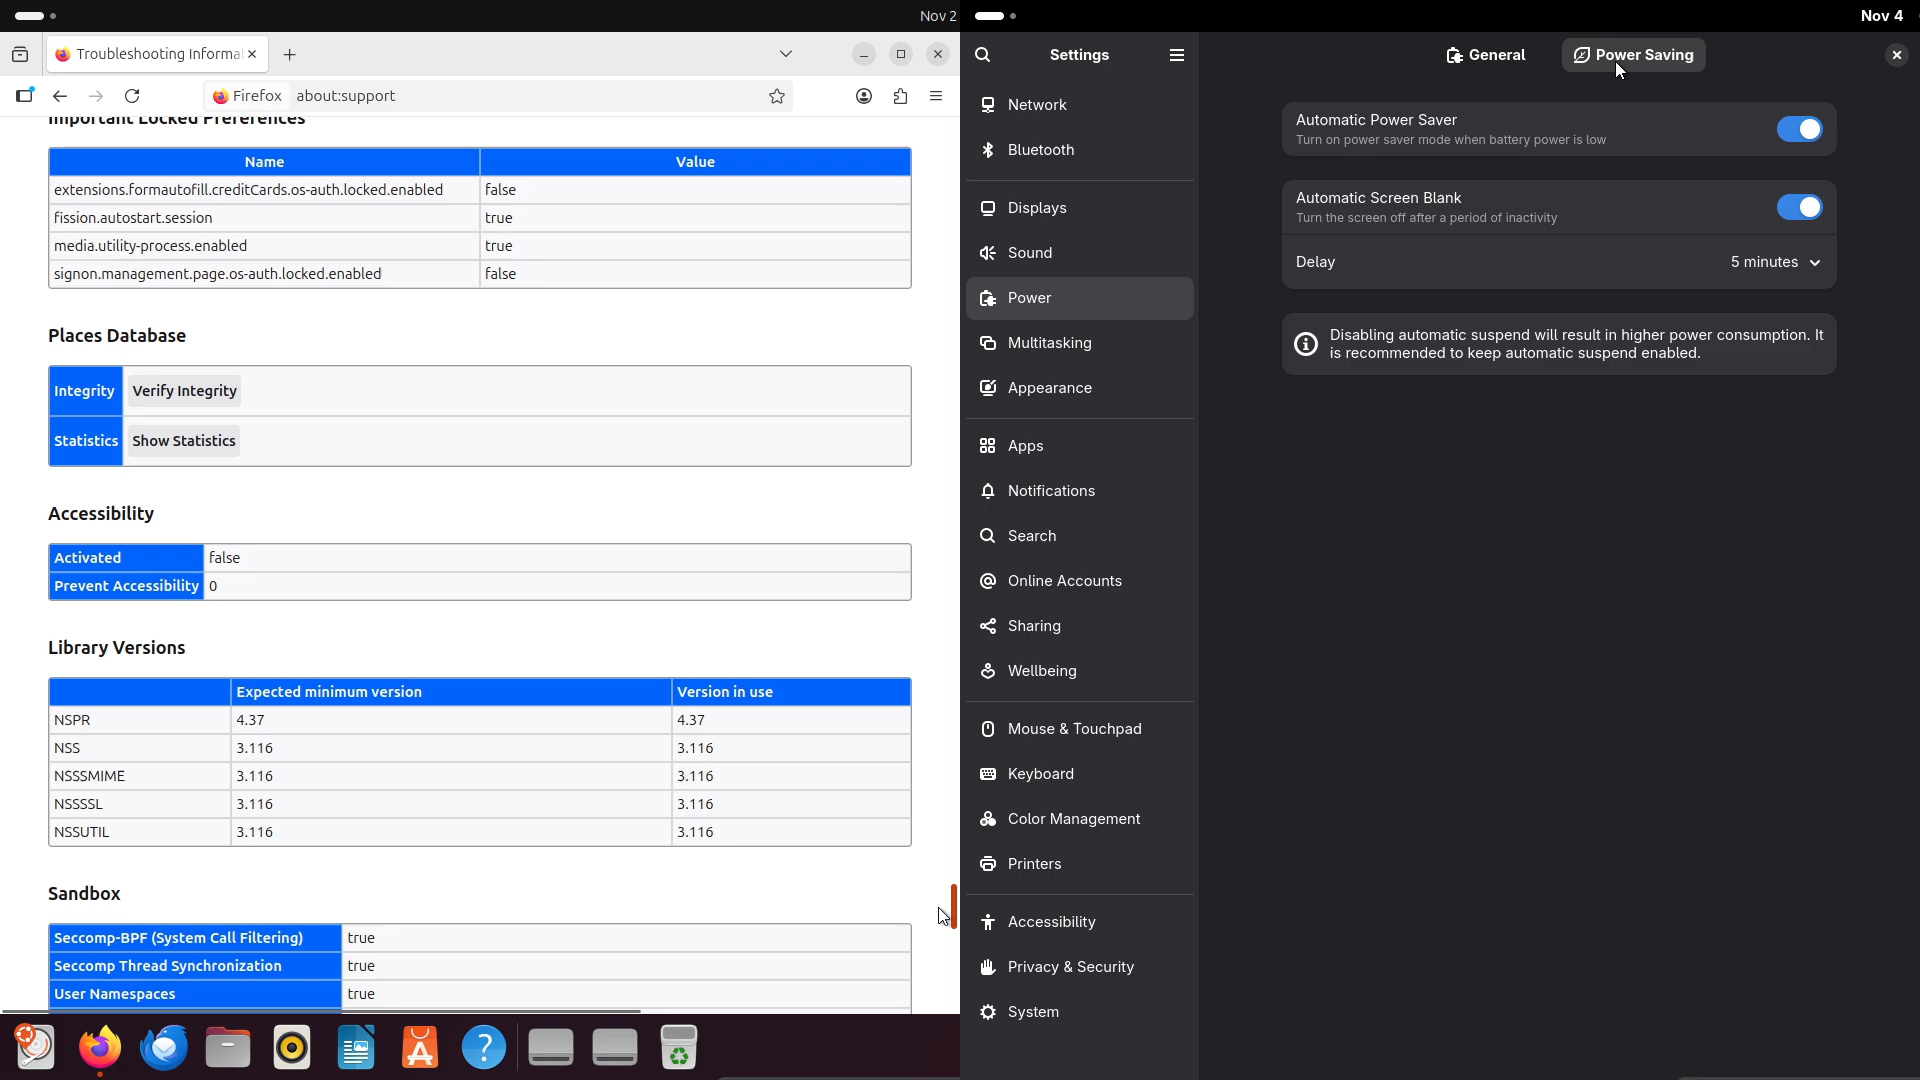 Nov 2
Troubleshooting Informa
Firefox
about:support
Important Locked Preferences
Name Value
extensions.formautofill.creditCards.os-auth.locked.enabled false
fission.autostart.session true
media.utility-process.enabled true
signon.management.page.os-auth.locked.enabled false
Places Database
Integrity Verify Integrity
Statistics Show Statistics
Accessibility
Activated false
Prevent Accessibility 0
Library Versions
Expected minimum version Version in use
NSPR 4.37 4.37
NSS 3.116 3.116
NSSSMIME 3.116 3.116
NSSSSL 3.116 3.116
NSSUTIL 3.116 3.116
Sandbox
Seccomp-BPF (System Call Filtering) true
Seccomp Thread Synchronization true
User Namespaces true
Nov 4
Settings
Network
Bluetooth
Displays
Sound
Power
Multitasking
Appearance
Apps
Notifications
Search
Online Accounts
Sharing
Wellbeing
Mouse & Touchpad
Keyboard
Color Management
Printers
Accessibility
Privacy & Security
System
General Power Saving
Automatic Power Saver
Turn on power saver mode when battery power is low
Automatic Screen Blank
Turn the screen off after a period of inactivity
Delay 5 minutes
Disabling automatic suspend will result in higher power consumption. It
is recommended to keep automatic suspend enabled.